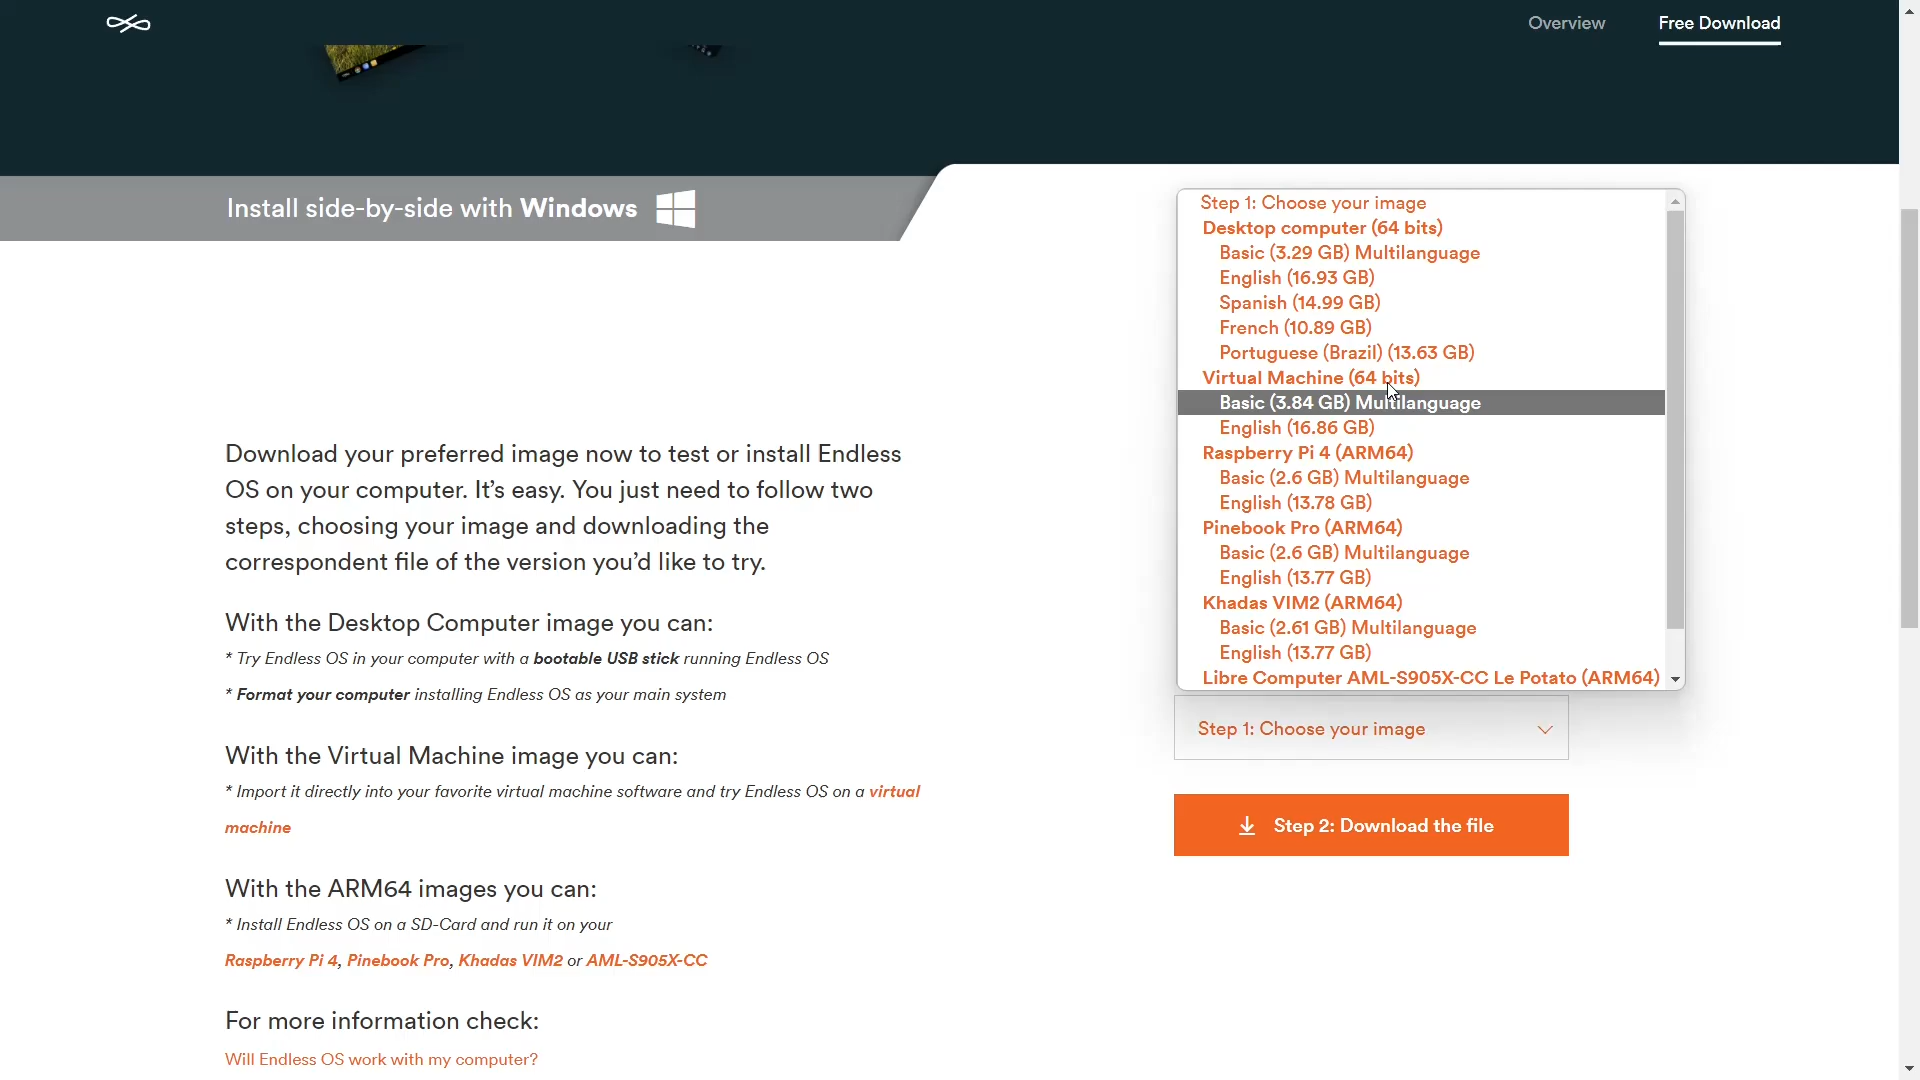 Overview
Free Download
Install side-by-side with Windows
Download your preferred image now to test or install Endless
OS on your computer. It’s easy. You just need to follow two
steps, choosing your image and downloading the
correspondent file of the version you’d like to try.
With the Desktop Computer image you can:
* Try Endless OS in your computer with a bootable USB stick running Endless OS
* Format your computer installing Endless OS as your main system
With the Virtual Machine image you can:
* Import it directly into your favorite virtual machine software and try Endless OS on a virtual
machine
With the ARM64 images you can:
* Install Endless OS on a SD-Card and run it on your
Raspberry Pi 4, Pinebook Pro, Khadas VIM2 or AML-S905X-CC
For more information check:
Will Endless OS work with my computer?
Step 1: Choose your image
Desktop computer (64 bits)
Basic (3.29 GB) Multilanguage
English (16.93 GB)
Spanish (14.99 GB)
French (10.89 GB)
Portuguese (Brazil) (13.63 GB)
Virtual Machine (64 bits)
Basic (3.84 GB) Multilanguage
English (16.86 GB)
Raspberry Pi 4 (ARM64)
Basic (2.6 GB) Multilanguage
English (13.78 GB)
Pinebook Pro (ARM64)
Basic (2.6 GB) Multilanguage
English (13.77 GB)
Khadas VIM2 (ARM64)
Basic (2.61 GB) Multilanguage
English (13.77 GB)
Libre Computer AML-S905X-CC Le Potato (ARM64)
Step 1: Choose your image
Step 2: Download the file